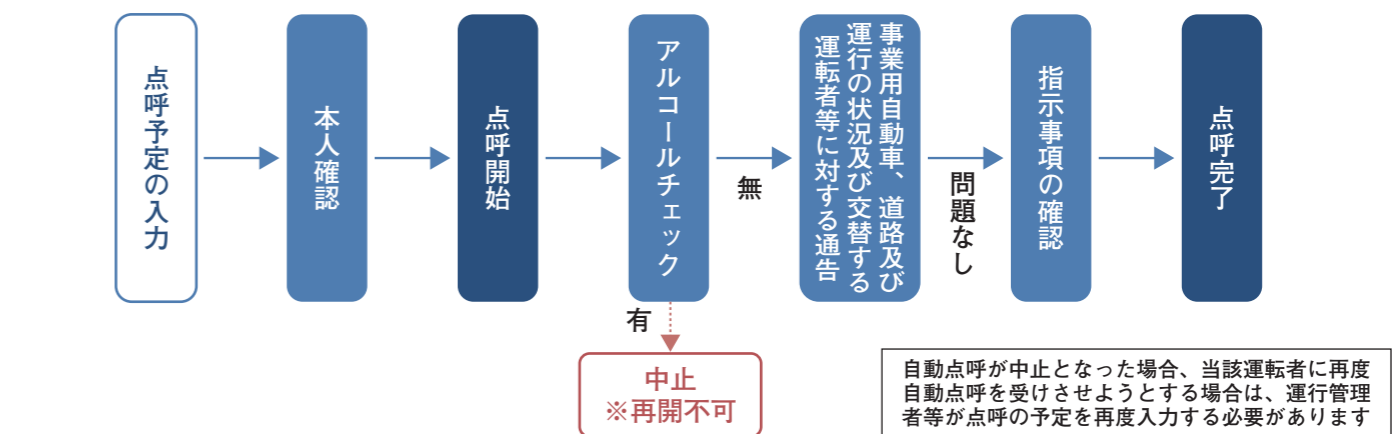 点呼予定の入力
本人確認
点呼開始
アルコールチェック
無
有
中止
※再開不可
事業用自動車、道路及び
運行の状況及び交替する
運転者等に対する通告
問題なし
指示事項の確認
点呼完了
自動点呼が中止となった場合、当該運転者に再度
自動点呼を受けさせようとする場合は、運行管理
者等が点呼の予定を再度入力する必要があります